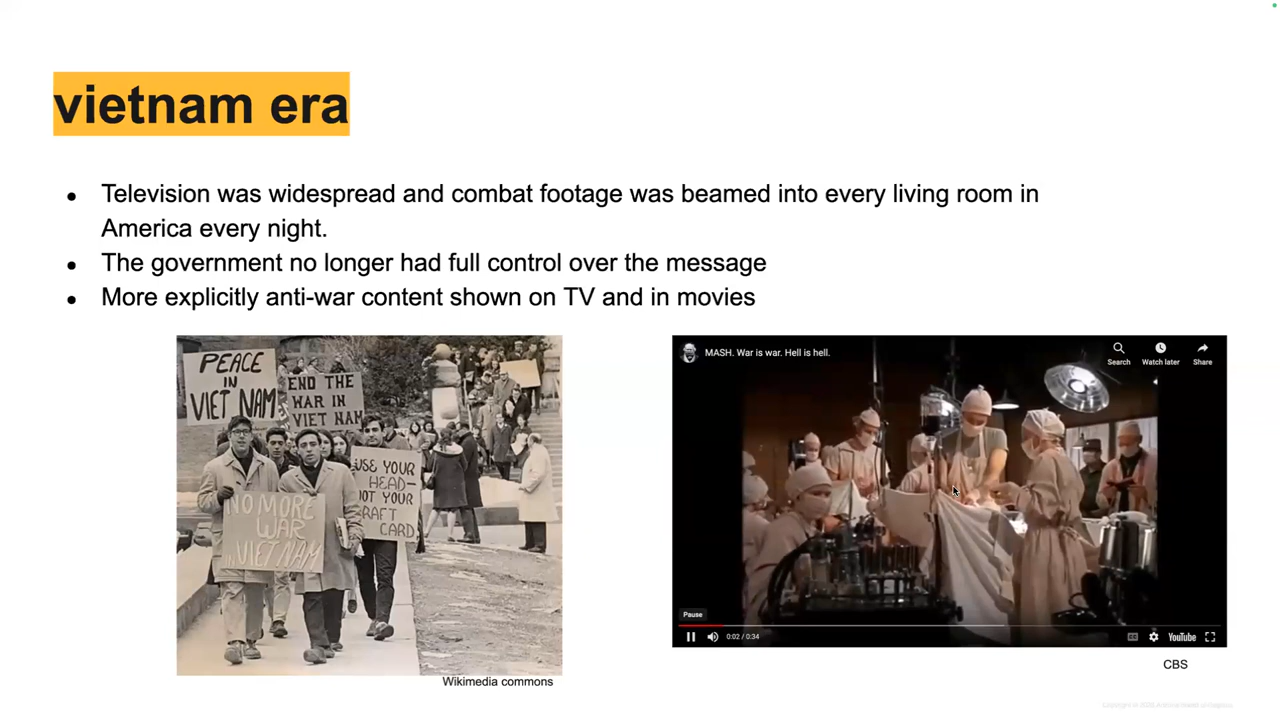 vietnam era
● Television was widespread and combat footage was beamed into every living room in
America every night.
● The government no longer had full control over the message
● More explicitly anti-war content shown on TV and in movies
PEACE
IN
VIET NAM
END THE
WAR IN
VIET NAM
USE YOUR
HEAD—
NOT YOUR
DRAFT
CARD
NO MORE
WAR
IN VIETNAM
Wikimedia commons
MASH. War is war. Hell is hell.
Search
Watch later
Share
Pause
0:02 / 0:34
CC
YouTube
CBS